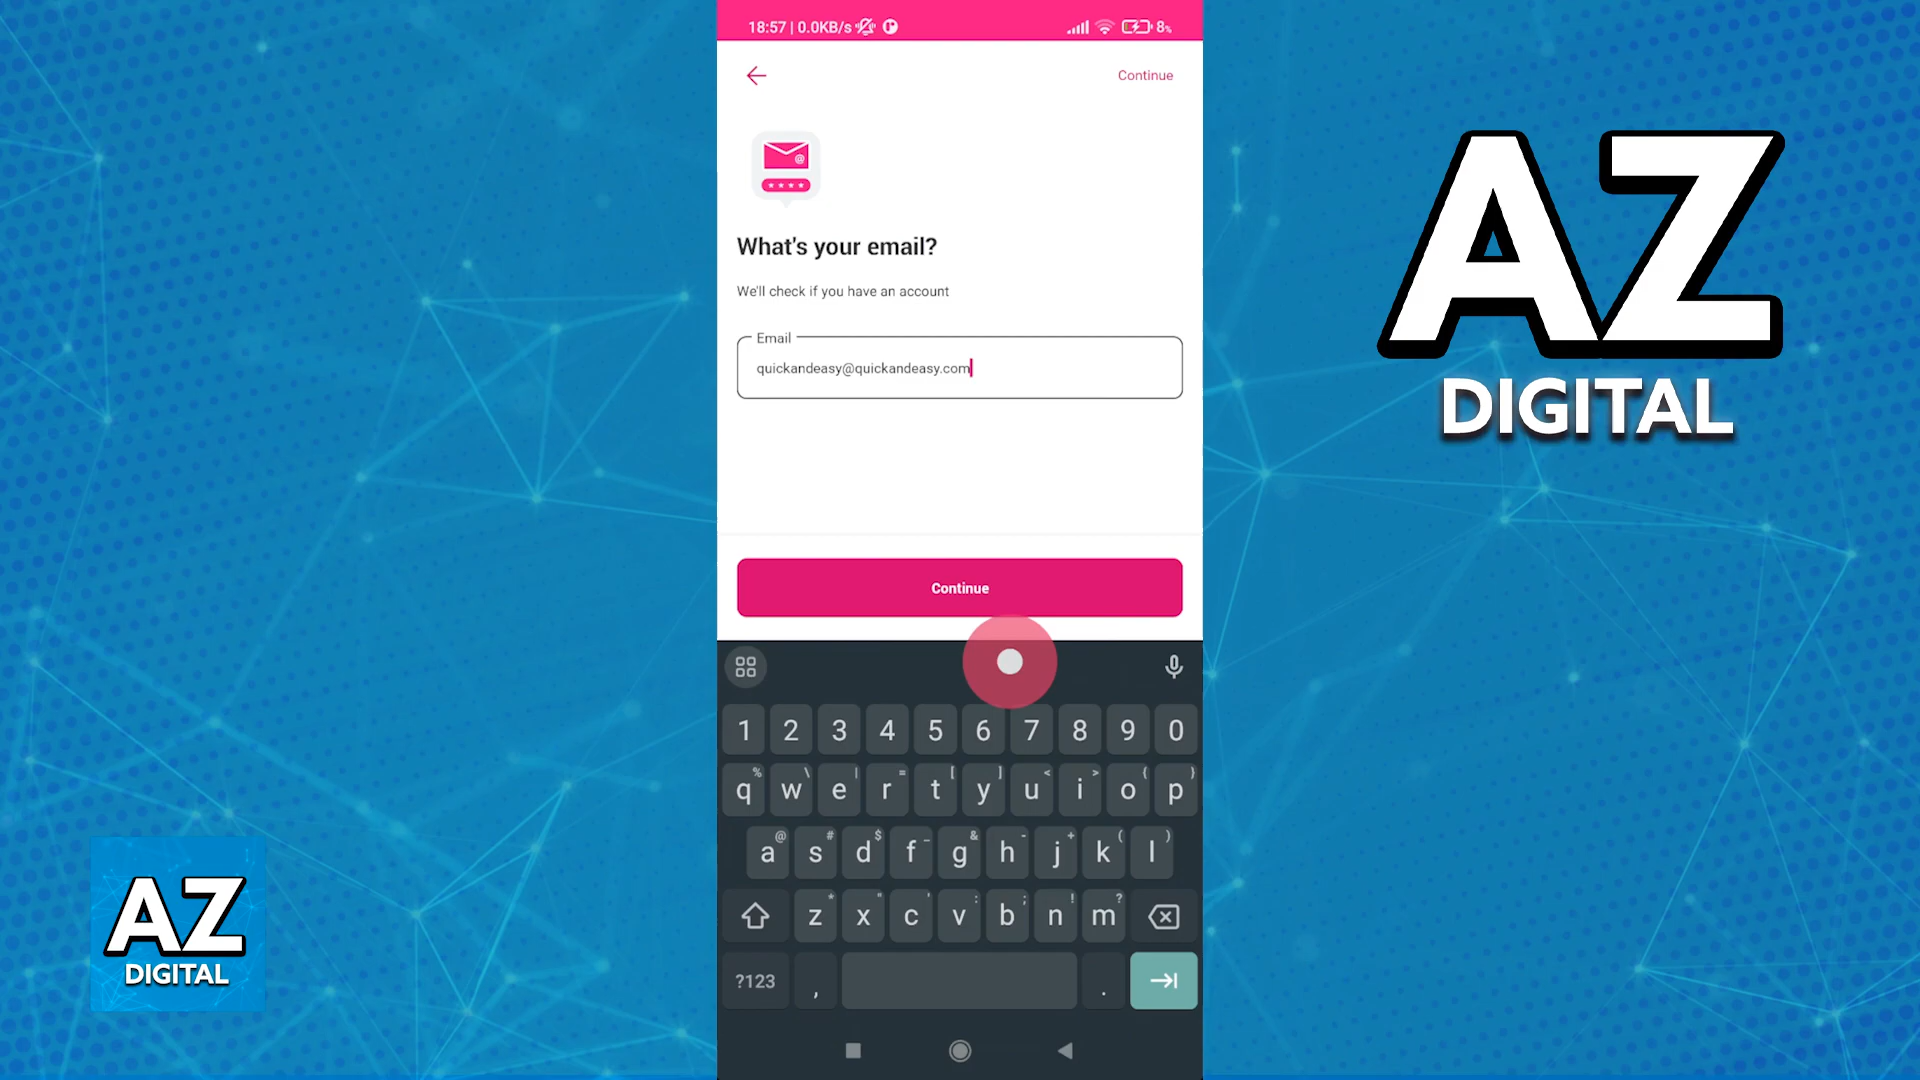 18:57 | 0.0KB/s
8%
Continue
@
* * * *
What's your email?
We'll check if you have an account
Email
quickandeasy@quickandeasy.com
Continue
1 2 3 4 5 6 7 8 9 0
% \ | = [ ] < > { }
q w e r t y u i o p
@ # $ _ & - + ( )
a s d f g h j k l
* " ' : ; ! ?
z x c v b n m
?123 , .
AZ
DIGITAL
AZ
DIGITAL